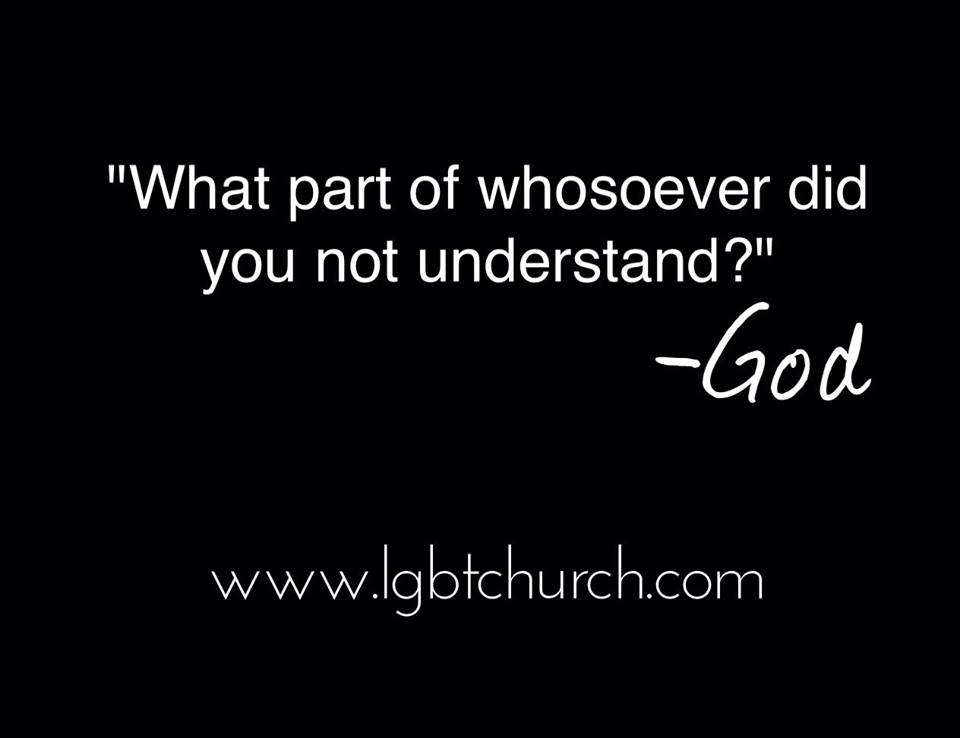 "What part of whosoever did
you not understand?"
-God
www.lgbtchurch.com